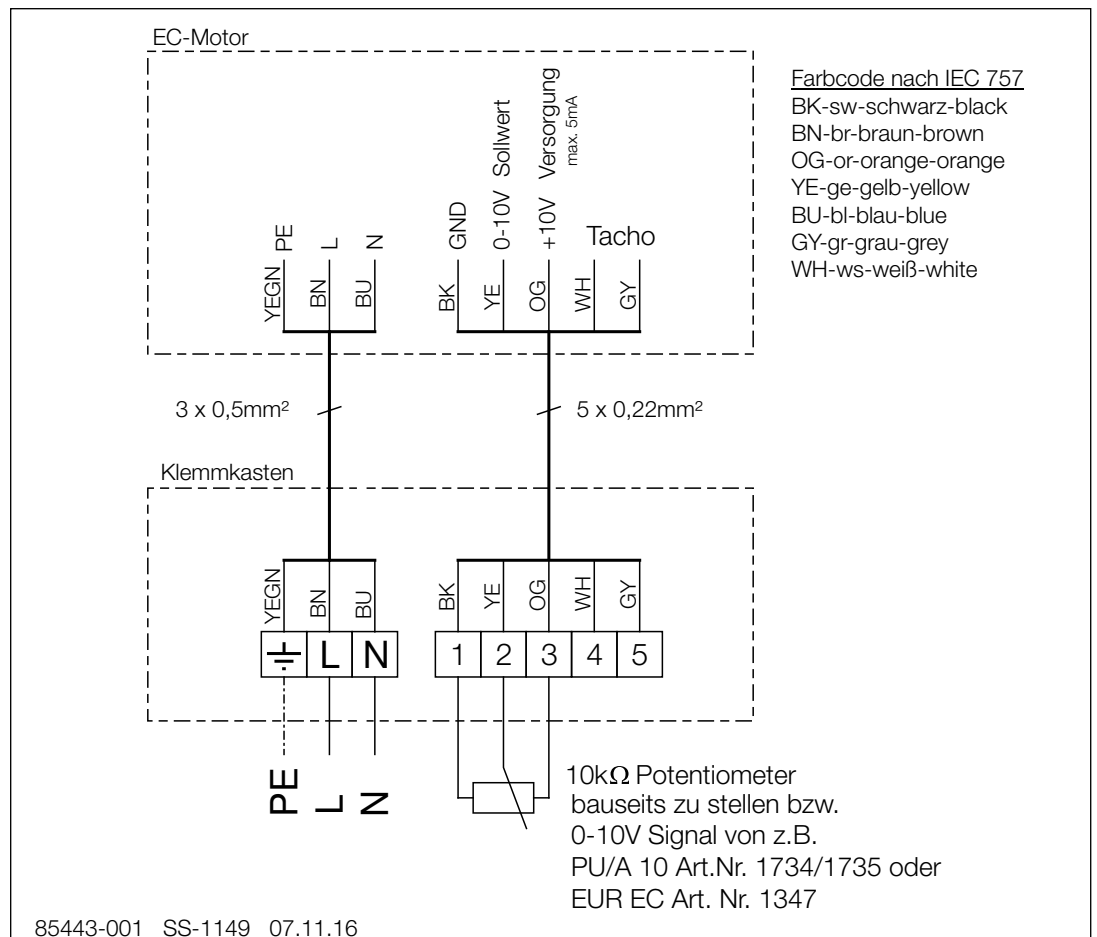 EC-Motor
Farbcode nach IEC 757
BK-sw-schwarz-black
BN-br-braun-brown
OG-or-orange-orange
YE-ge-gelb-yellow
BU-bl-blau-blue
GY-gr-grau-grey
WH-ws-weiß-white
PE
L
N
GND
0-10V Sollwert
+10V Versorgung
max. 5mA
Tacho
YEGN
BN
BU
BK
YE
OG
WH
GY
3 x 0,5mm²
5 x 0,22mm²
Klemmkasten
YEGN
BN
BU
BK
YE
OG
WH
GY
L
N
1
2
3
4
5
PE
L
N
10kΩ Potentiometer
bauseits zu stellen bzw.
0-10V Signal von z.B.
PU/A 10 Art.Nr. 1734/1735 oder
EUR EC Art. Nr. 1347
85443-001 SS-1149 07.11.16